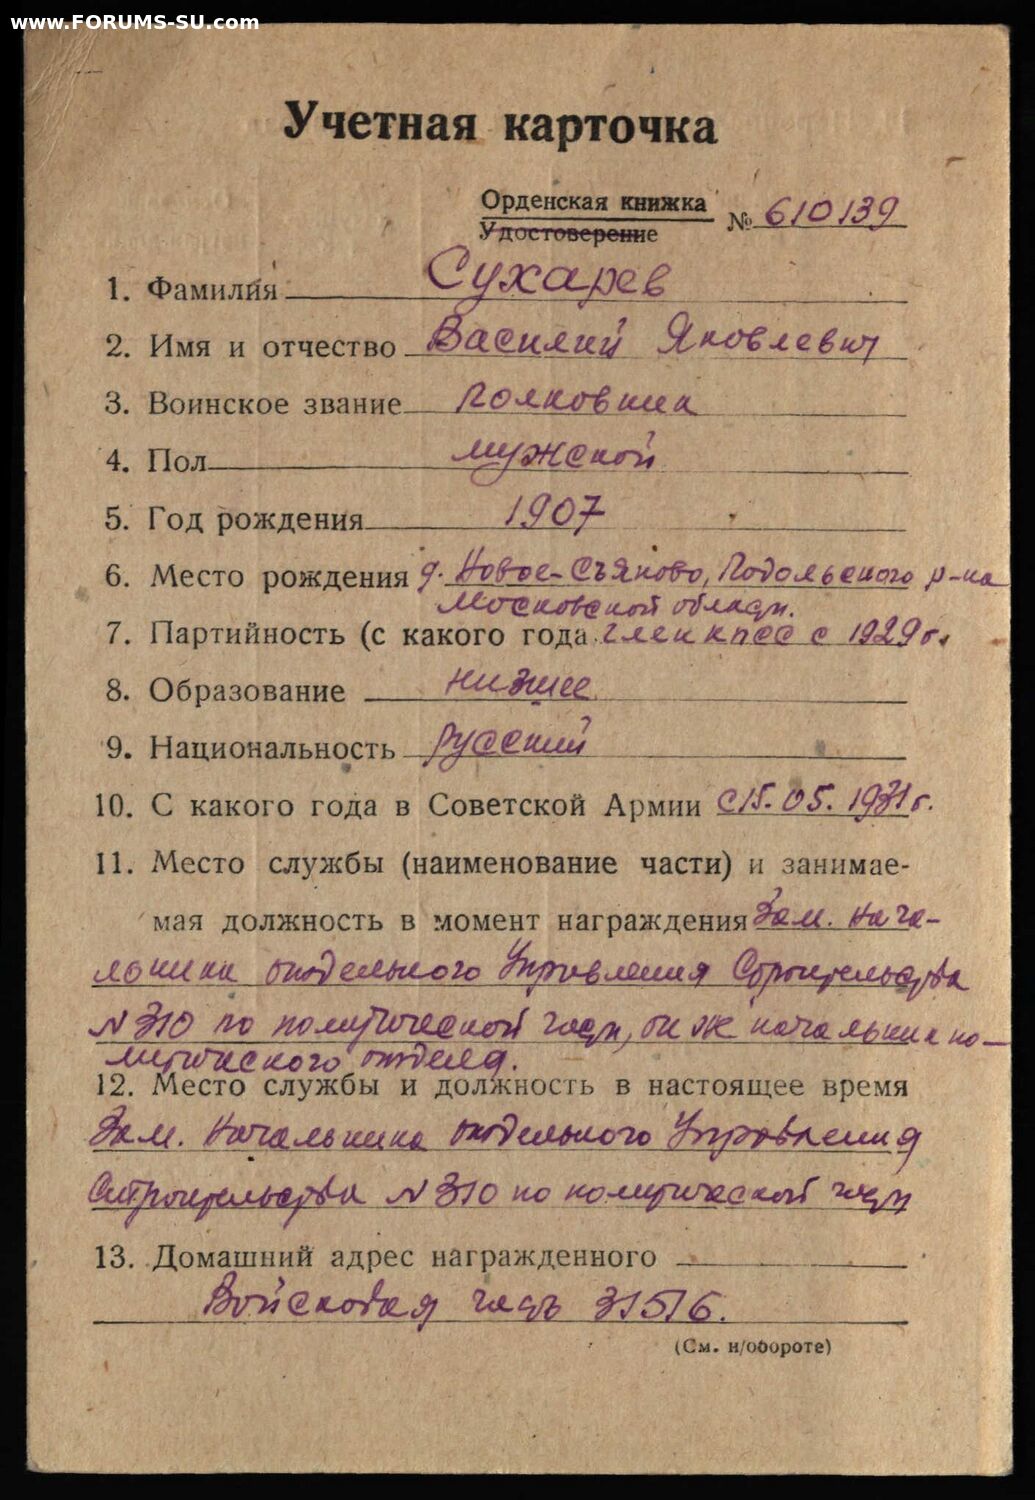 www.FORUMS-SU.com
Учетная карточка
Орденская книжка
Удостоверение
№ 610139
1. Фамилия Сухарев
2. Имя и отчество Василий Яковлевич
3. Воинское звание полковник
4. Пол мужской
5. Год рождения 1907
6. Место рождения д. Новое-Съяново, Подольского р-на
Московской области.
7. Партийность (с какого года член КПСС с 1929 г.
8. Образование низшее
9. Национальность русский
10. С какого года в Советской Армии с 15.05.1931 г.
11. Место службы (наименование части) и занимае-
мая должность в момент награждения Зам. нача-
льника отдельного Управления Строительства
№ 310 по политической части, он ж начальник по-
литического отдела.
12. Место службы и должность в настоящее время
Зам. Начальника отдельного Управления
Строительства № 310 по политической части
13. Домашний адрес награжденного
Войсковая часть 31516.
(См. н/обороте)